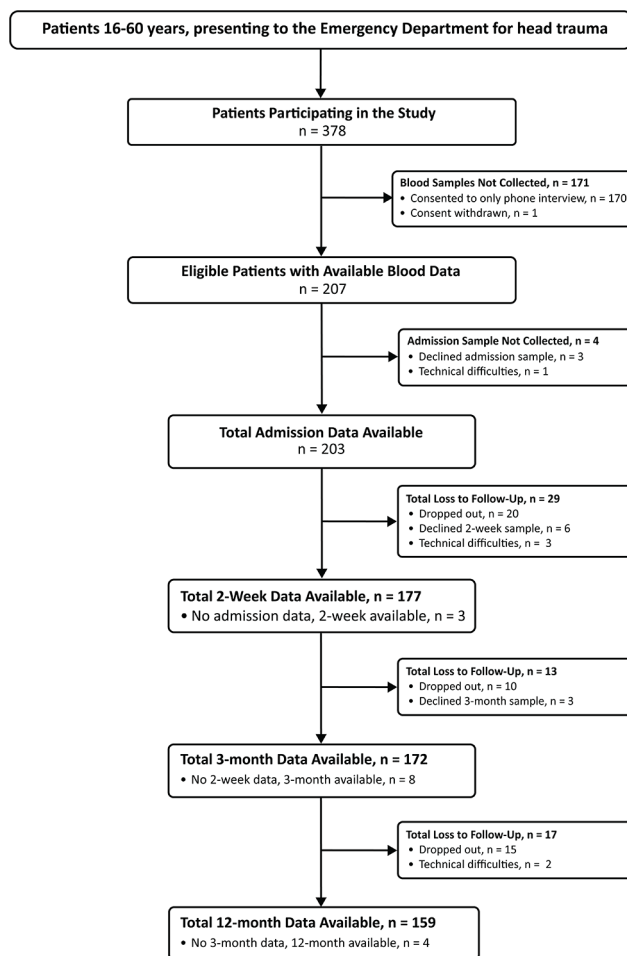 Patients 16-60 years, presenting to the Emergency Department for head trauma
Patients Participating in the Study
n = 378
Blood Samples Not Collected, n = 171
• Consented to only phone interview, n = 170
• Consent withdrawn, n = 1
Eligible Patients with Available Blood Data
n = 207
Admission Sample Not Collected, n = 4
• Declined admission sample, n = 3
• Technical difficulties, n = 1
Total Admission Data Available
n = 203
Total Loss to Follow-Up, n = 29
• Dropped out, n = 20
• Declined 2-week sample, n = 6
• Technical difficulties, n = 3
Total 2-Week Data Available, n = 177
• No admission data, 2-week available, n = 3
Total Loss to Follow-Up, n = 13
• Dropped out, n = 10
• Declined 3-month sample, n = 3
Total 3-month Data Available, n = 172
• No 2-week data, 3-month available, n = 8
Total Loss to Follow-Up, n = 17
• Dropped out, n = 15
• Technical difficulties, n = 2
Total 12-month Data Available, n = 159
• No 3-month data, 12-month available, n = 4